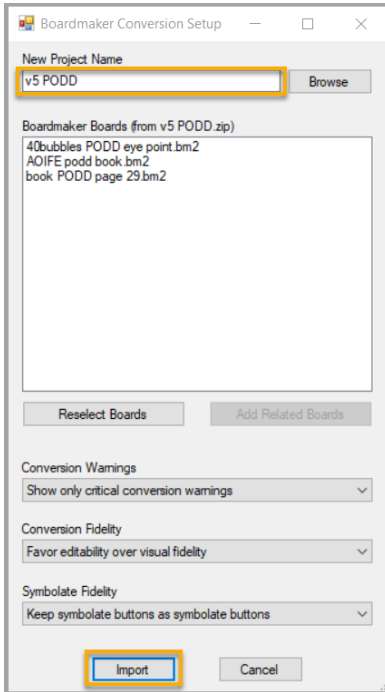 Boardmaker Conversion Setup
New Project Name
v5 PODD
Browse
Boardmaker Boards (from v5 PODD.zip)
40bubbles PODD eye point.bm2
AOIFE podd book.bm2
book PODD page 29.bm2
Reselect Boards
Add Related Boards
Conversion Warnings
Show only critical conversion warnings
Conversion Fidelity
Favor editability over visual fidelity
Symbolate Fidelity
Keep symbolate buttons as symbolate buttons
Import
Cancel